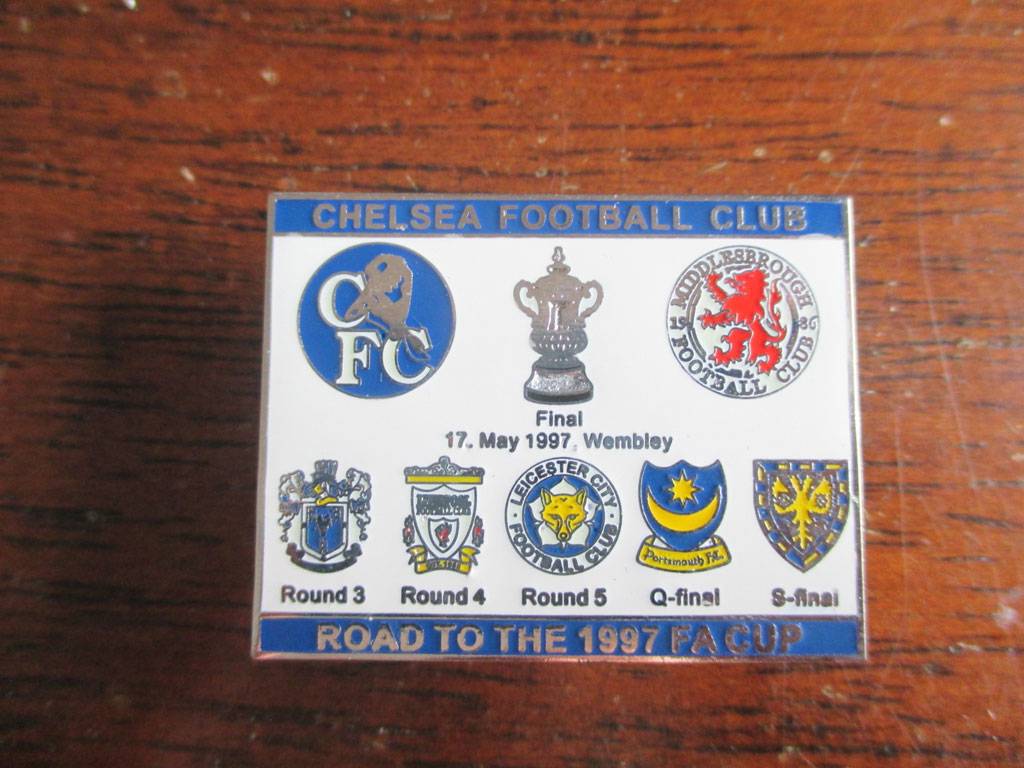 CHELSEA FOOTBALL CLUB
CFC
MIDDLESBROUGH
1986
FOOTBALL CLUB
Final
17. May 1997. Wembley
LEICESTER CITY
FOOTBALL CLUB
Portsmouth F.C.
Round 3
Round 4
Round 5
Q-final
S-final
ROAD TO THE 1997 FA CUP